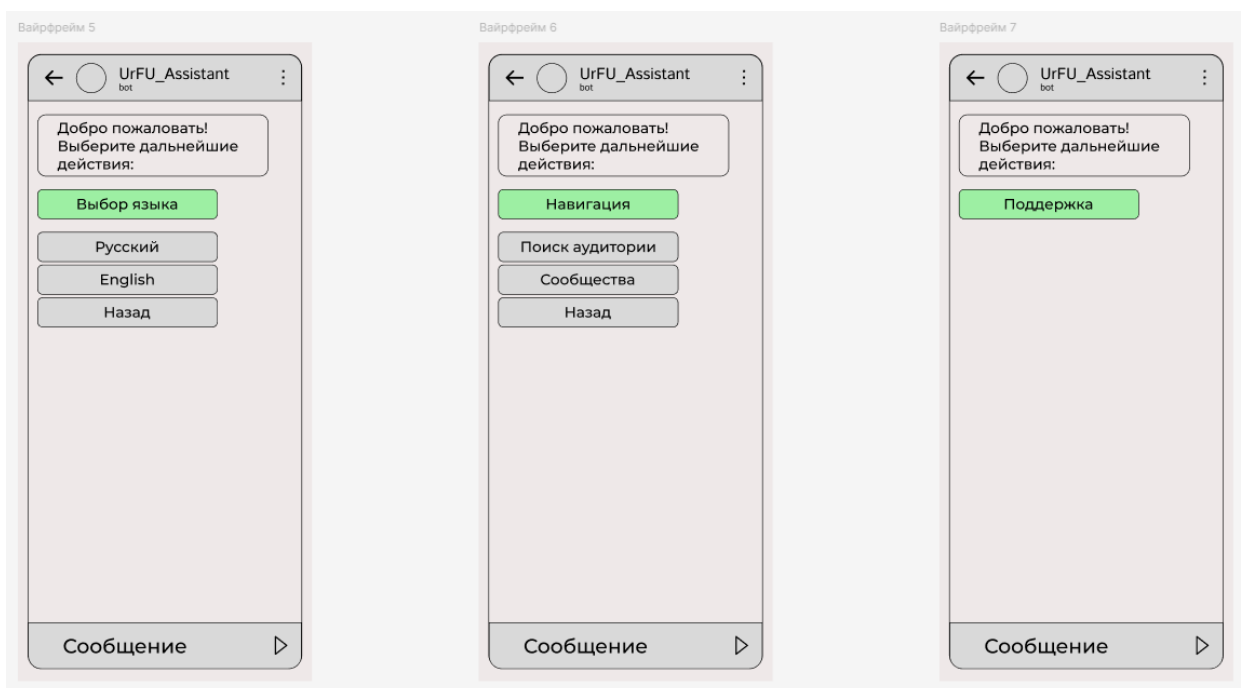 Вайрфрейм 5
UrFU_Assistant
bot
Добро пожаловать!
Выберите дальнейшие
действия:
Выбор языка
Русский
English
Назад
Сообщение
Вайрфрейм 6
UrFU_Assistant
bot
Добро пожаловать!
Выберите дальнейшие
действия:
Навигация
Поиск аудитории
Сообщества
Назад
Сообщение
Вайрфрейм 7
UrFU_Assistant
bot
Добро пожаловать!
Выберите дальнейшие
действия:
Поддержка
Сообщение